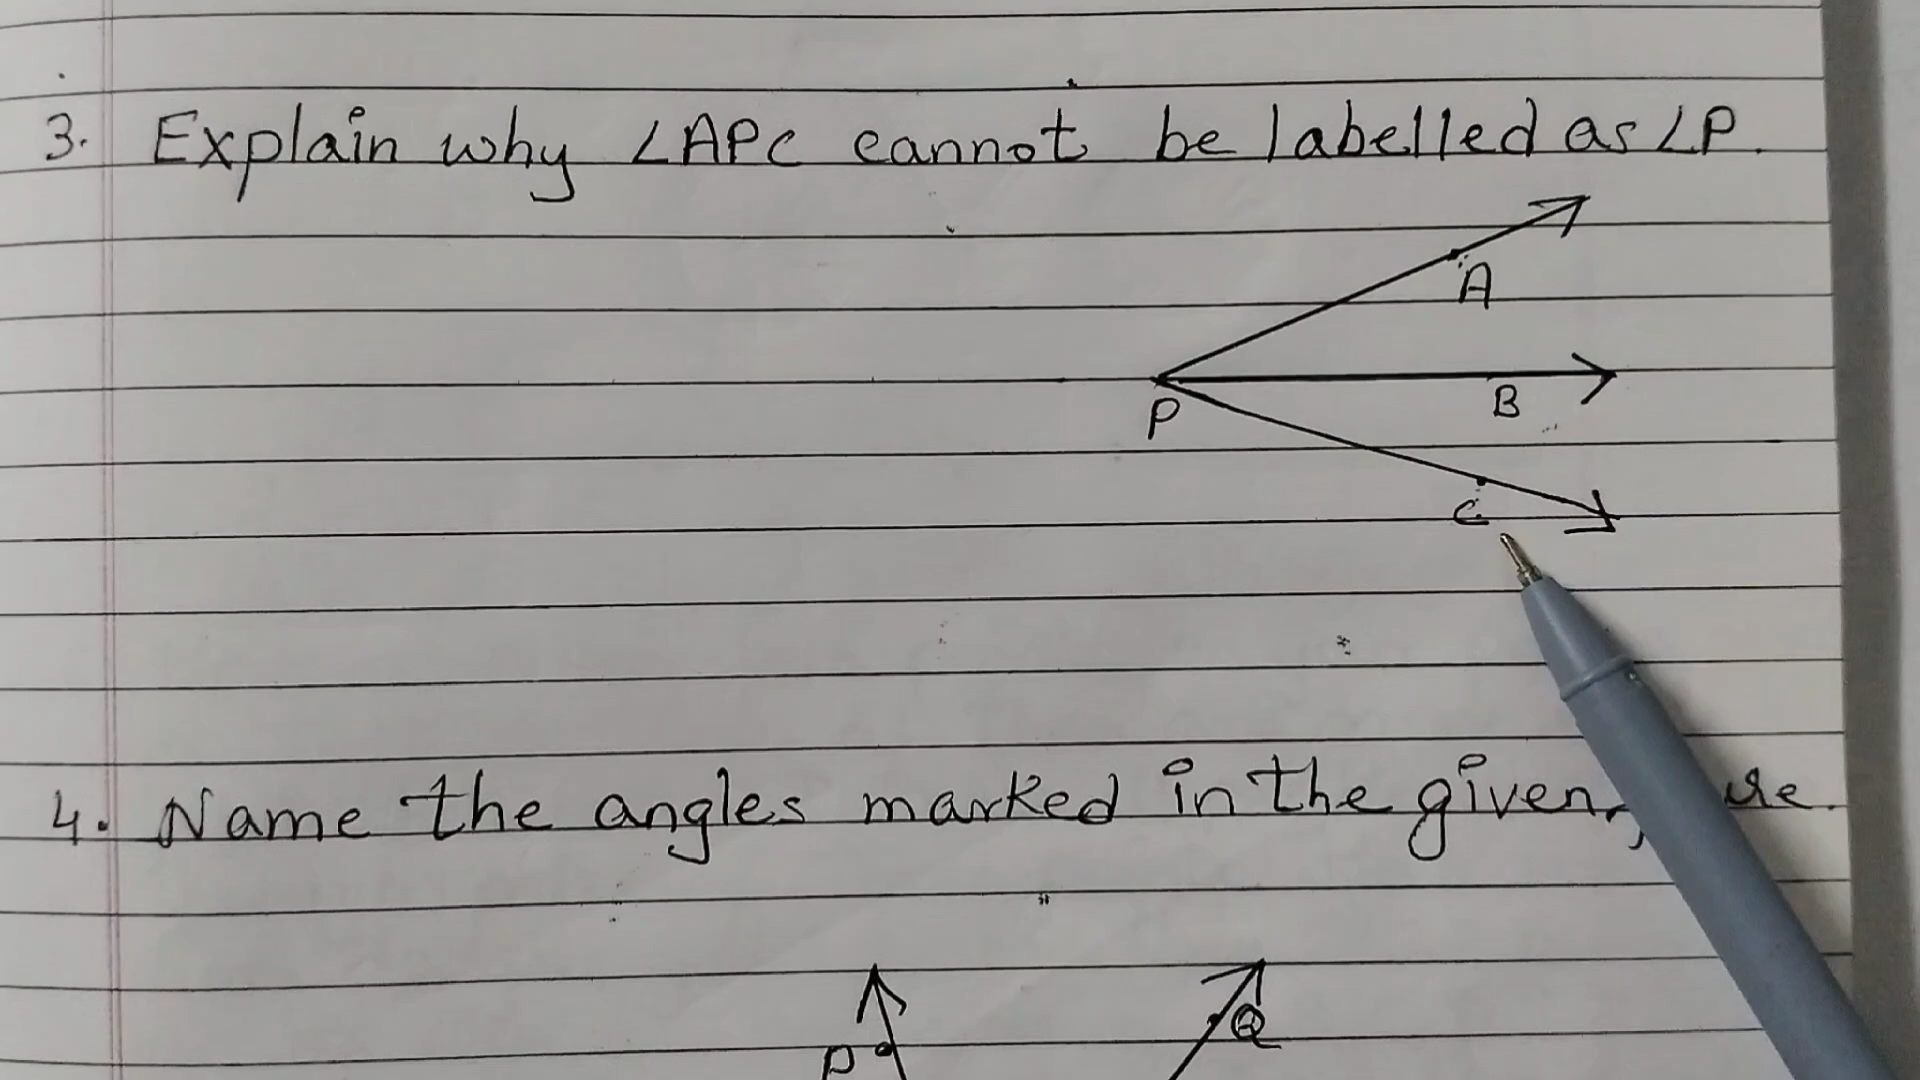 3. Explain why ∠APC cannot be labelled as ∠P.
A
P
B
C
4. Name the angles marked in the given
P
Q